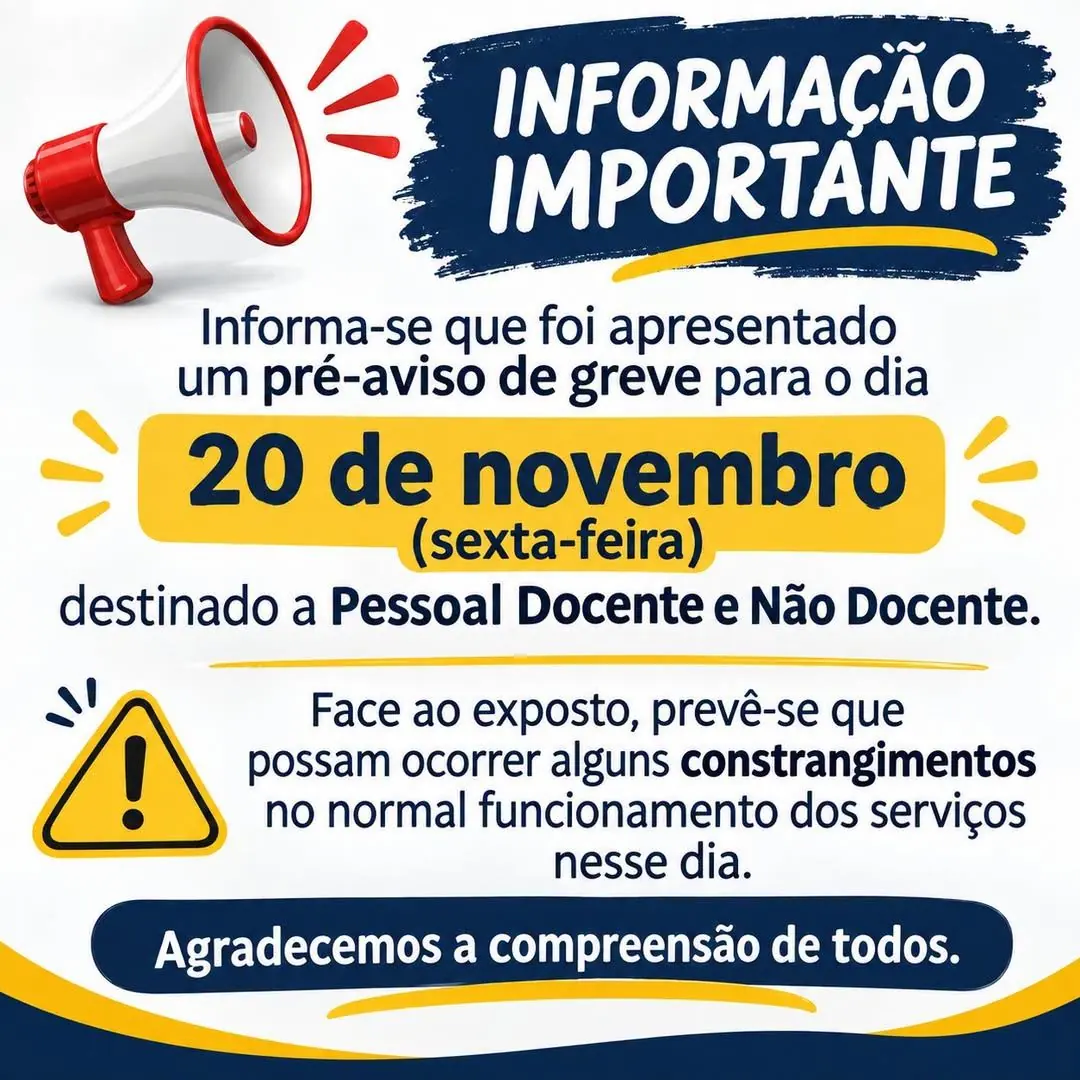 INFORMAÇÃO
IMPORTANTE
Informa-se que foi apresentado
um pré-aviso de greve para o dia
20 de novembro
(sexta-feira)
destinado a Pessoal Docente e Não Docente.
Face ao exposto, prevê-se que
possam ocorrer alguns constrangimentos
no normal funcionamento dos serviços
nesse dia.
Agradecemos a compreensão de todos.